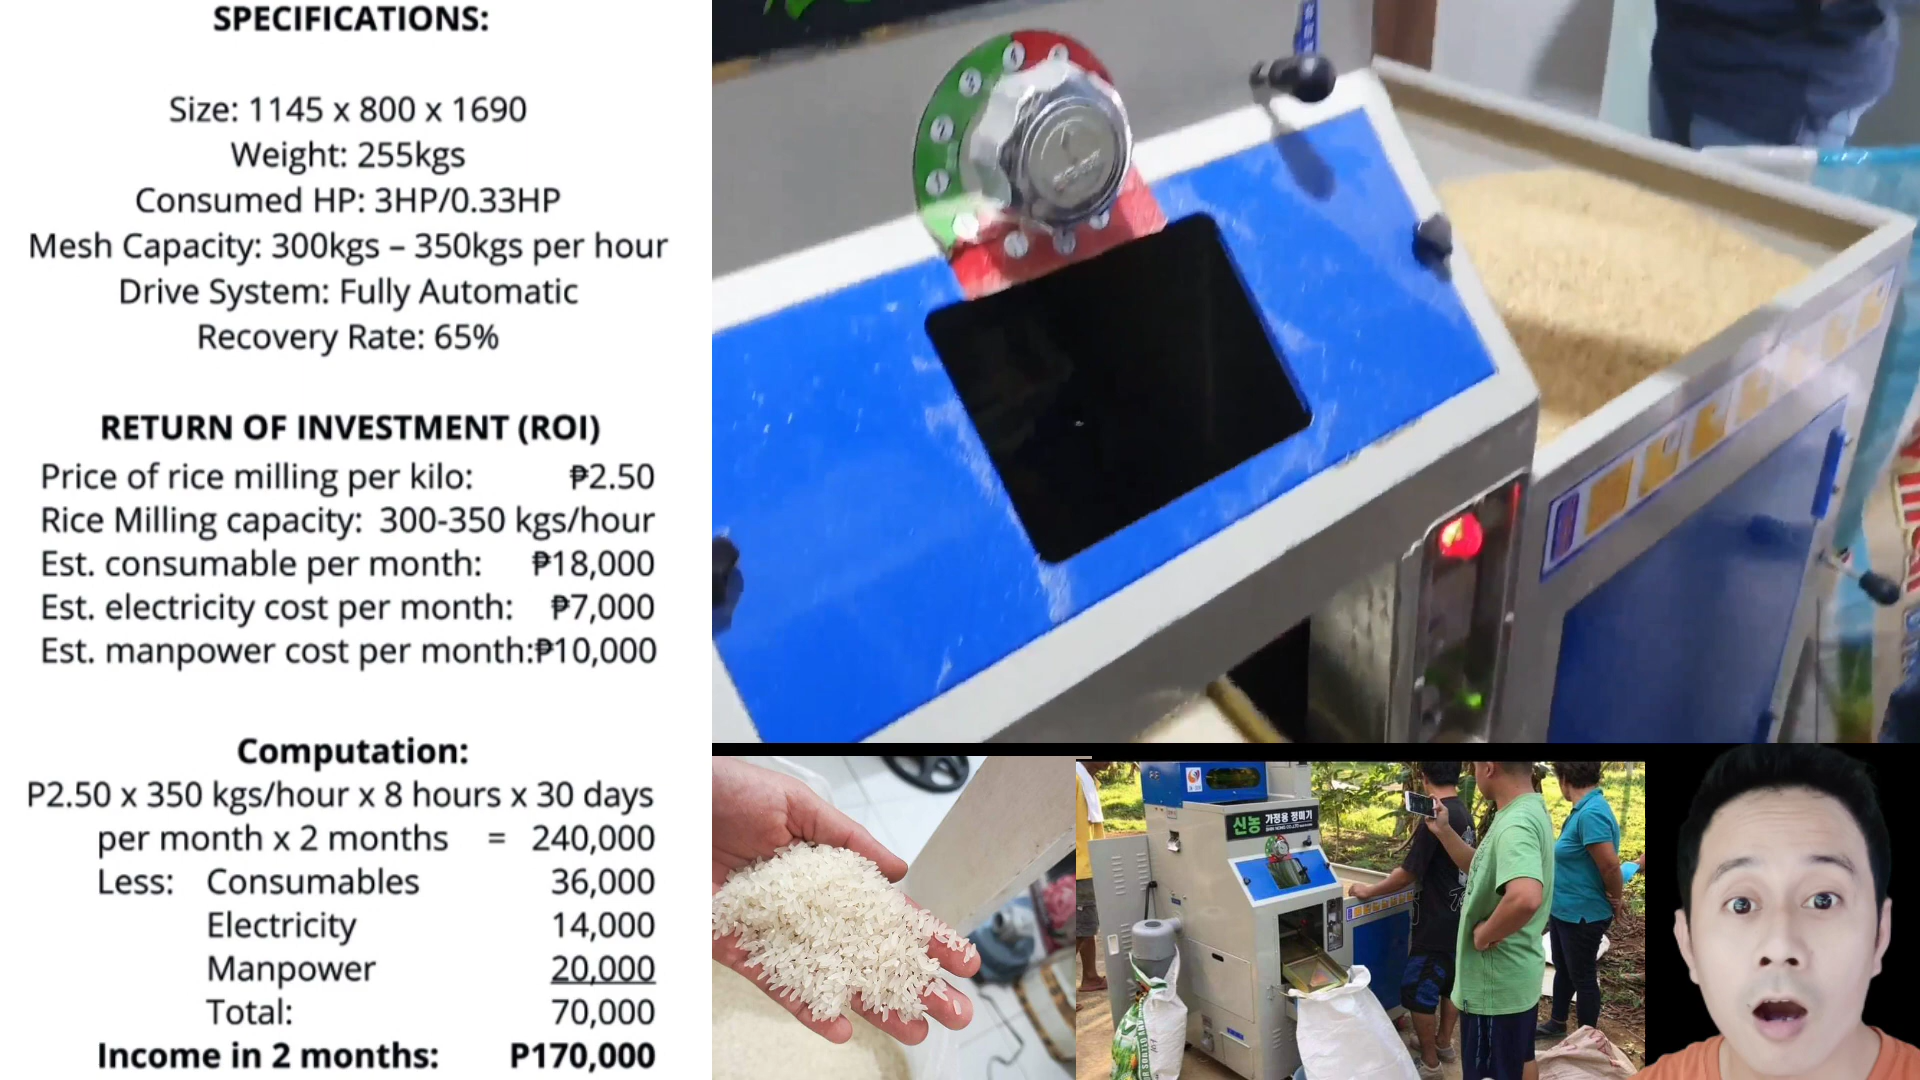 SPECIFICATIONS:
Size: 1145 x 800 x 1690
Weight: 255kgs
Consumed HP: 3HP/0.33HP
Mesh Capacity: 300kgs – 350kgs per hour
Drive System: Fully Automatic
Recovery Rate: 65%
RETURN OF INVESTMENT (ROI)
Price of rice milling per kilo: ₱2.50
Rice Milling capacity: 300-350 kgs/hour
Est. consumable per month: ₱18,000
Est. electricity cost per month: ₱7,000
Est. manpower cost per month:₱10,000
Computation:
P2.50 x 350 kgs/hour x 8 hours x 30 days
per month x 2 months = 240,000
Less: Consumables 36,000
Electricity 14,000
Manpower 20,000
Total: 70,000
Income in 2 months: P170,000
신농 가정용 정미기